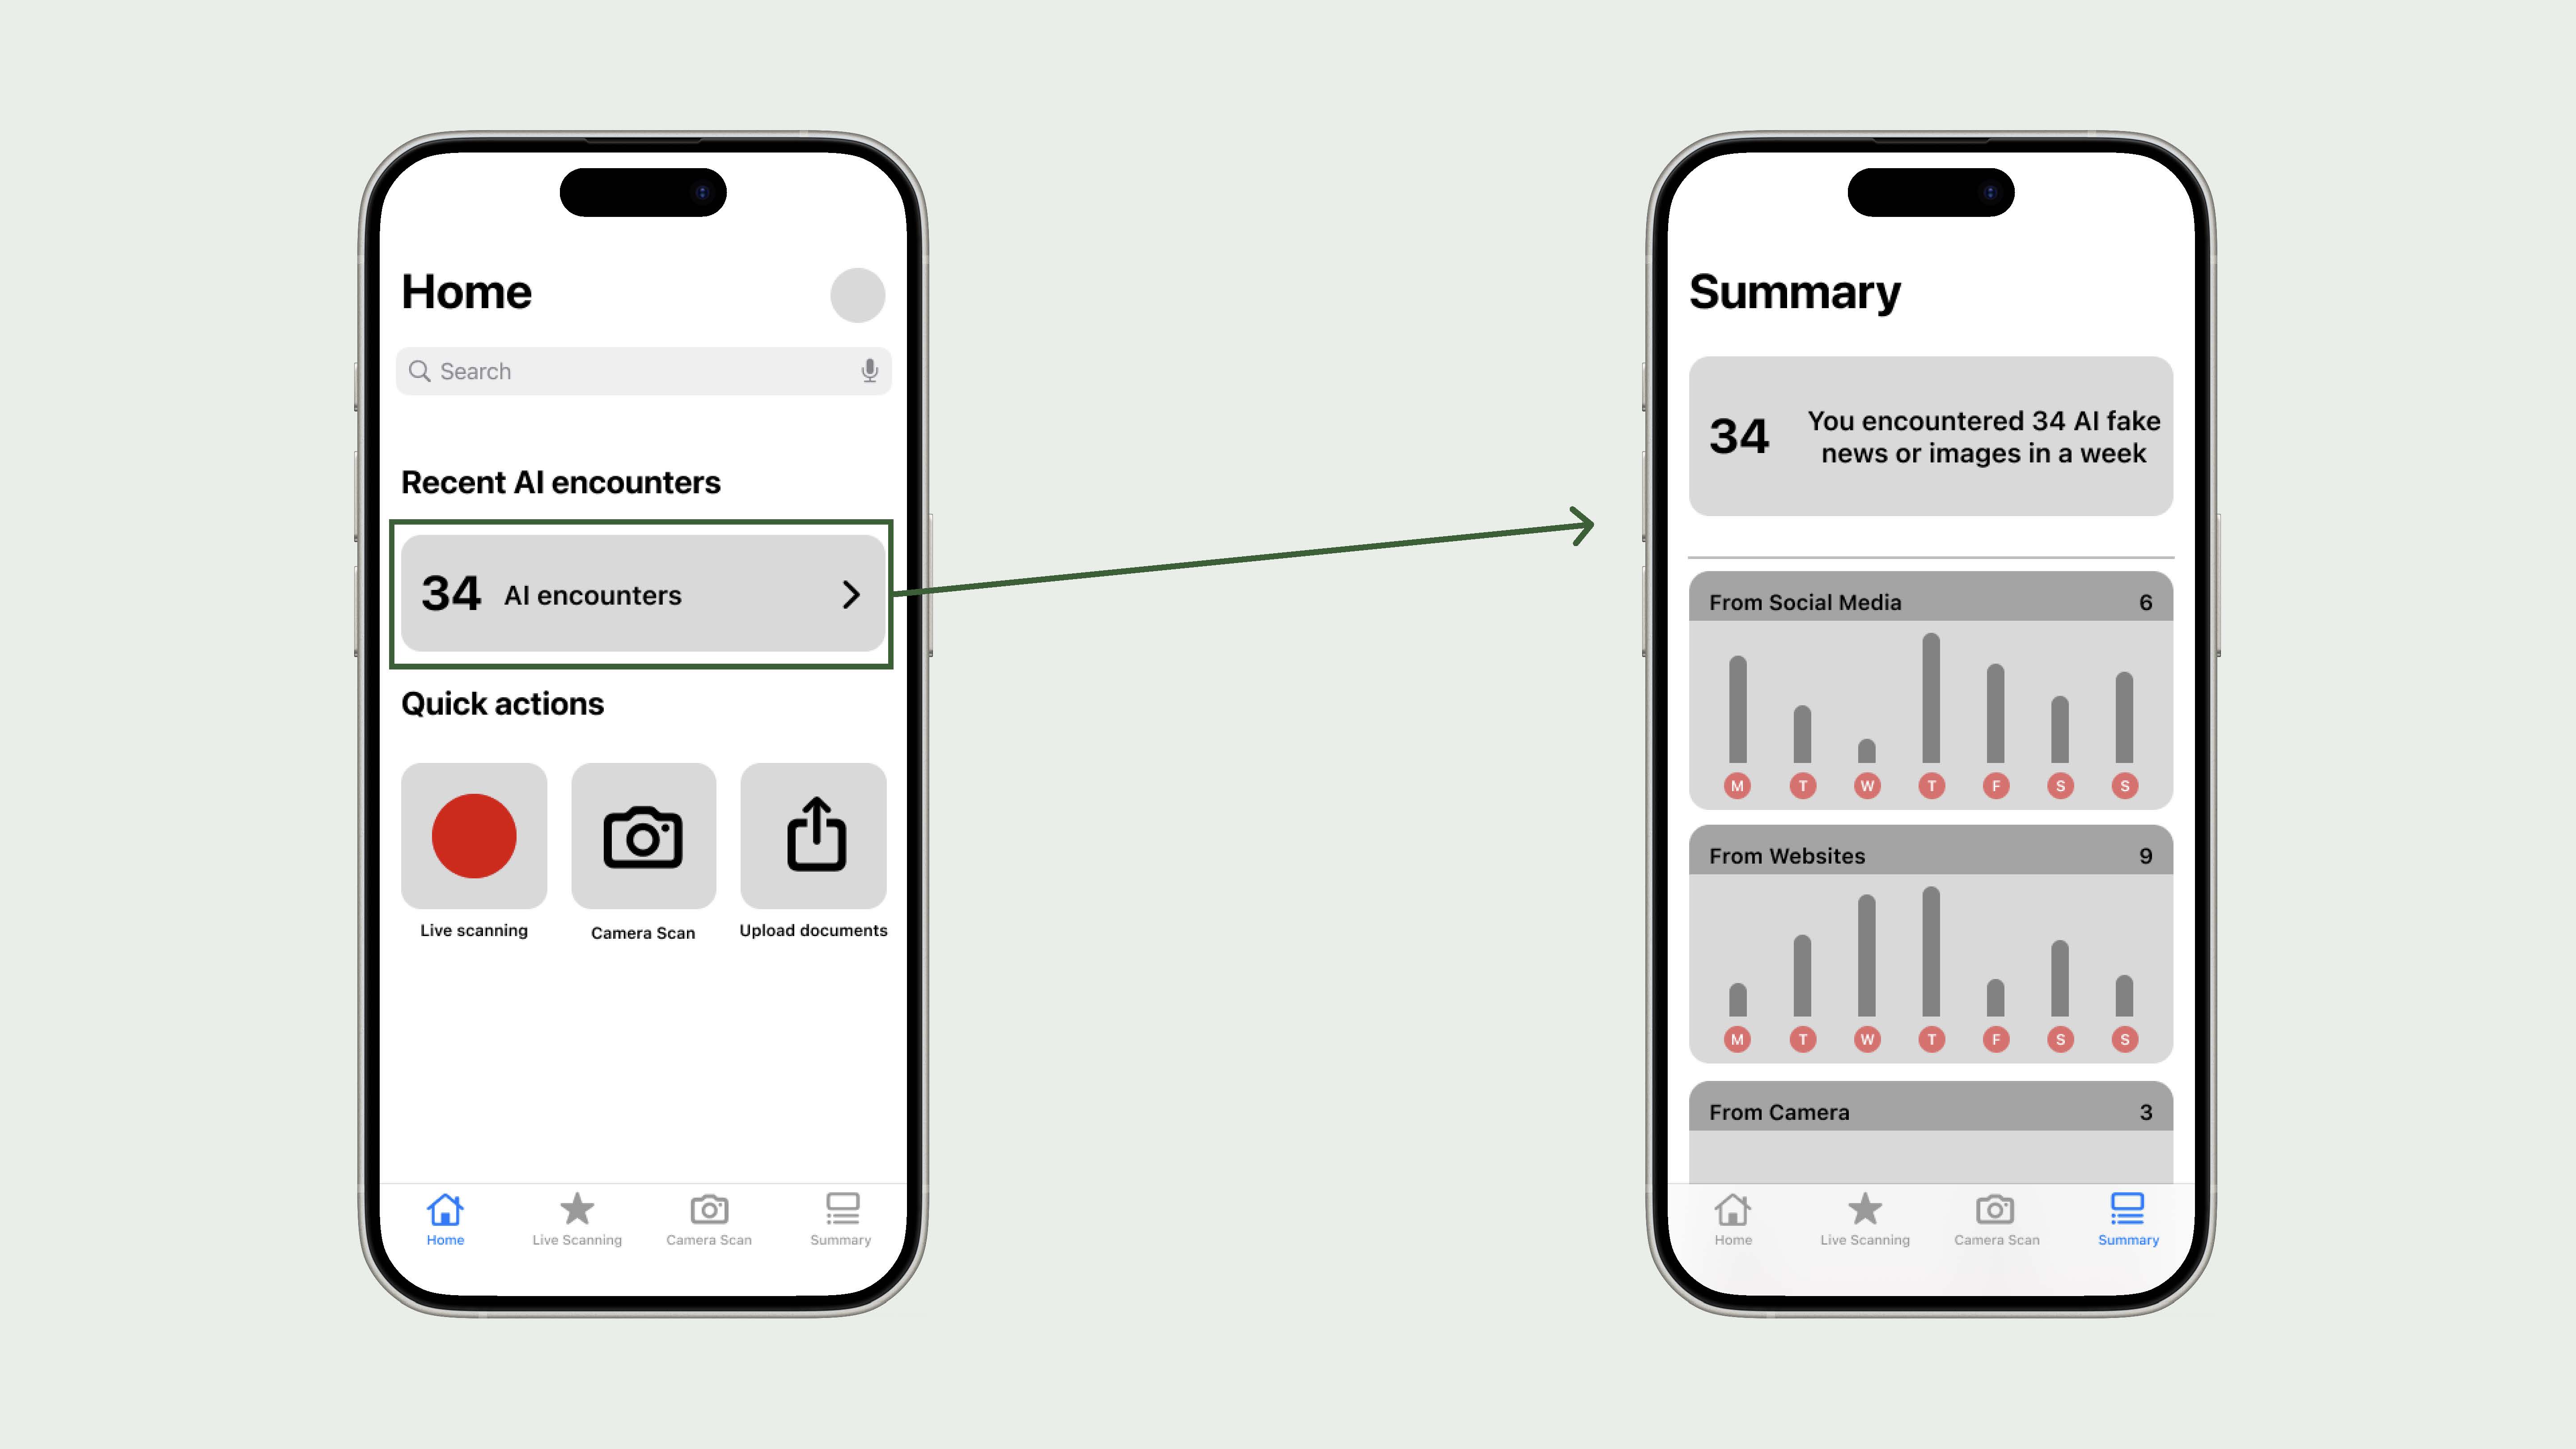 Home
Search
Recent AI encounters
34 AI encounters
Quick actions
Live scanning
Camera Scan
Upload documents
Home
Live Scanning
Camera Scan
Summary
Summary
34
You encountered 34 AI fake
news or images in a week
From Social Media 6
M T W T F S S
From Websites 9
M T W T F S S
From Camera 3
Home
Live Scanning
Camera Scan
Summary